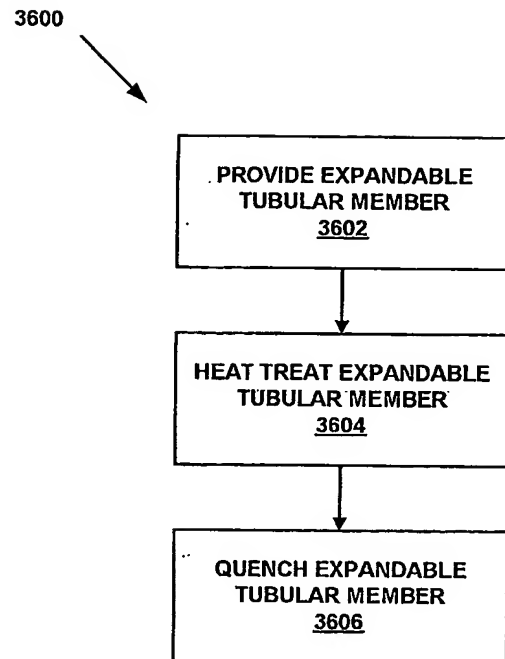 3600
PROVIDE EXPANDABLE
TUBULAR MEMBER
3602
HEAT TREAT EXPANDABLE
TUBULAR MEMBER
3604
QUENCH EXPANDABLE
TUBULAR MEMBER
3606